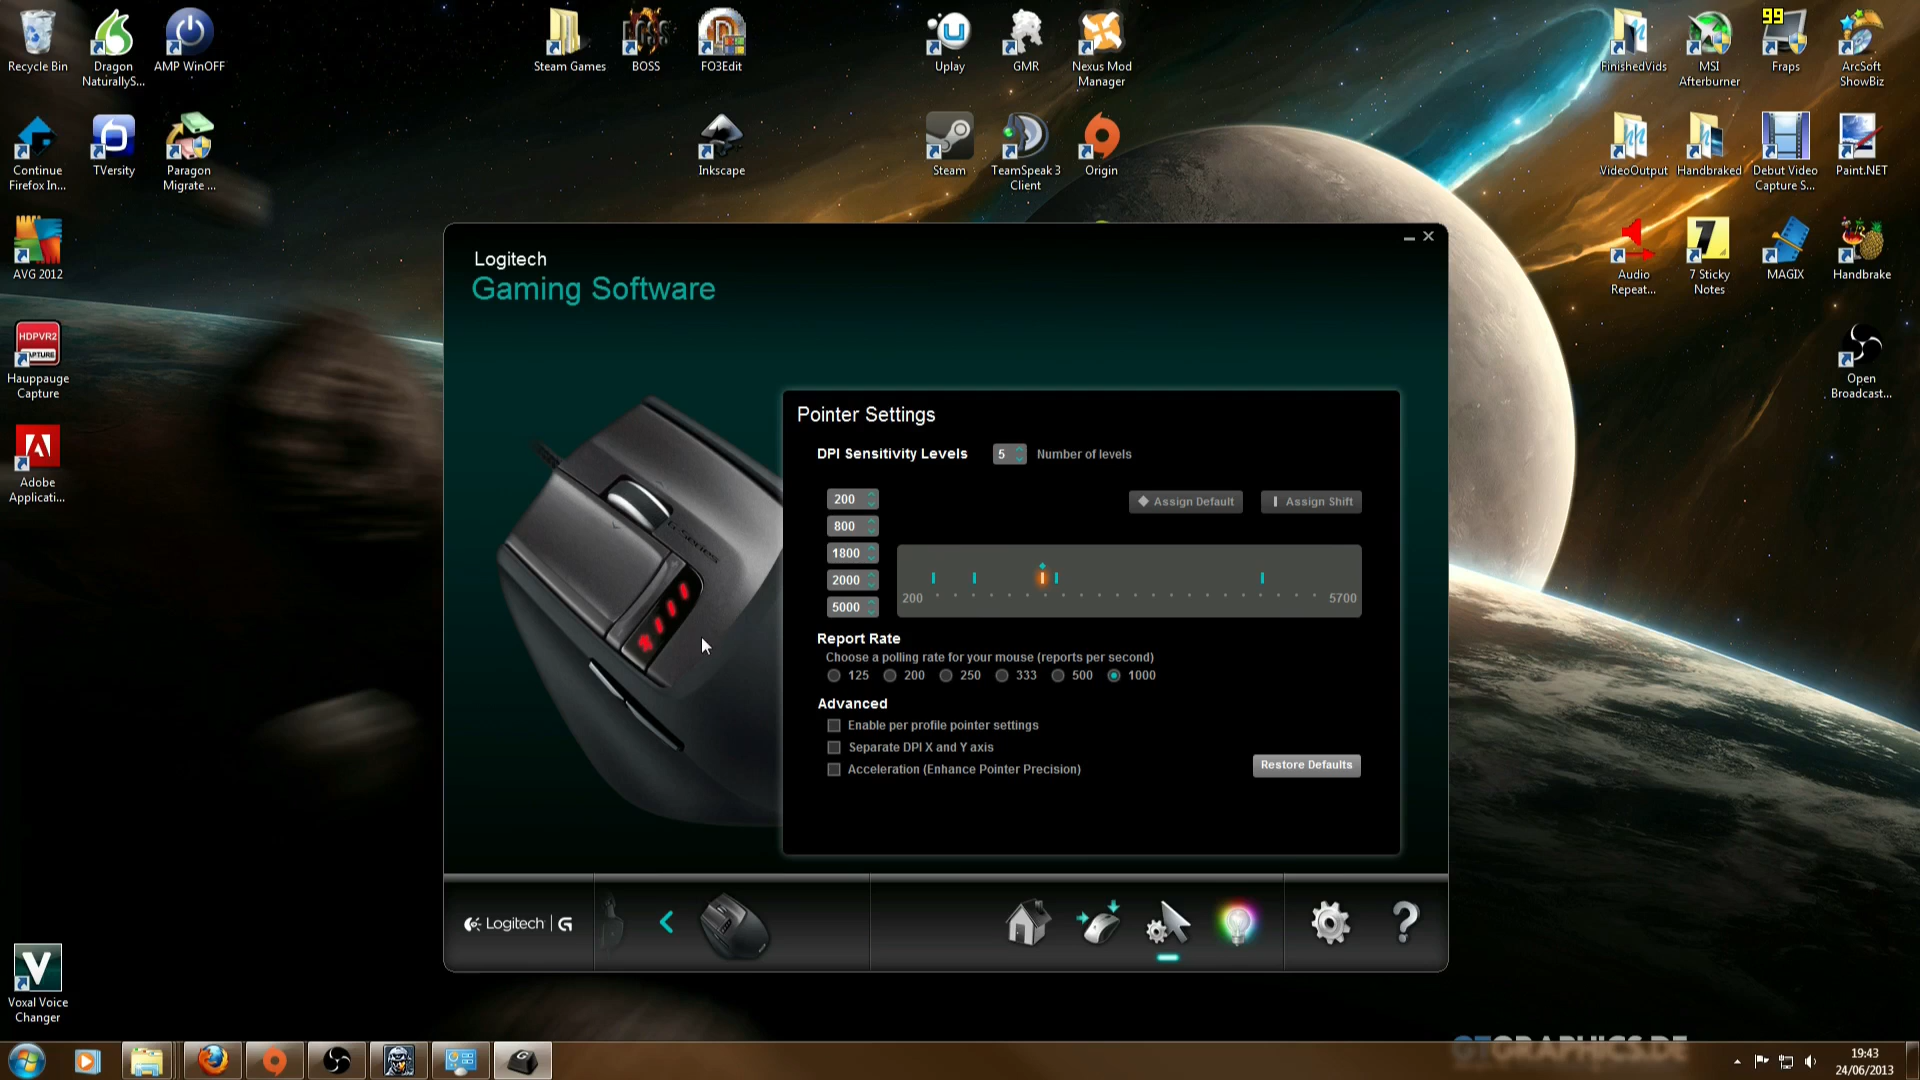 Recycle Bin
Dragon
NaturallyS...
AMP WinOFF
Steam Games
BOSS
FO3Edit
Uplay
GMR
Nexus Mod
Manager
FinishedVids
MSI
Afterburner
99
Fraps
ArcSoft
ShowBiz
Continue
Firefox In...
TVersity
Paragon
Migrate ...
Inkscape
Steam
TeamSpeak 3
Client
Origin
VideoOutput
Handbraked
Debut Video
Capture S...
Paint.NET
AVG 2012
Audio
Repeat...
7 Sticky
Notes
MAGIX
Handbrake
HDPVR2
Hauppauge
Capture
Open
Broadcast...
Adobe
Applicati...
Voxal Voice
Changer
Logitech
Gaming Software
G-series
Pointer Settings
DPI Sensitivity Levels
5
Number of levels
200
800
1800
2000
5000
Assign Default
Assign Shift
200
5700
Report Rate
Choose a polling rate for your mouse (reports per second)
125
200
250
333
500
1000
Advanced
Enable per profile pointer settings
Separate DPI X and Y axis
Acceleration (Enhance Pointer Precision)
Restore Defaults
Logitech | G
GTGRAPHICS.DE
19:43
24/06/2013